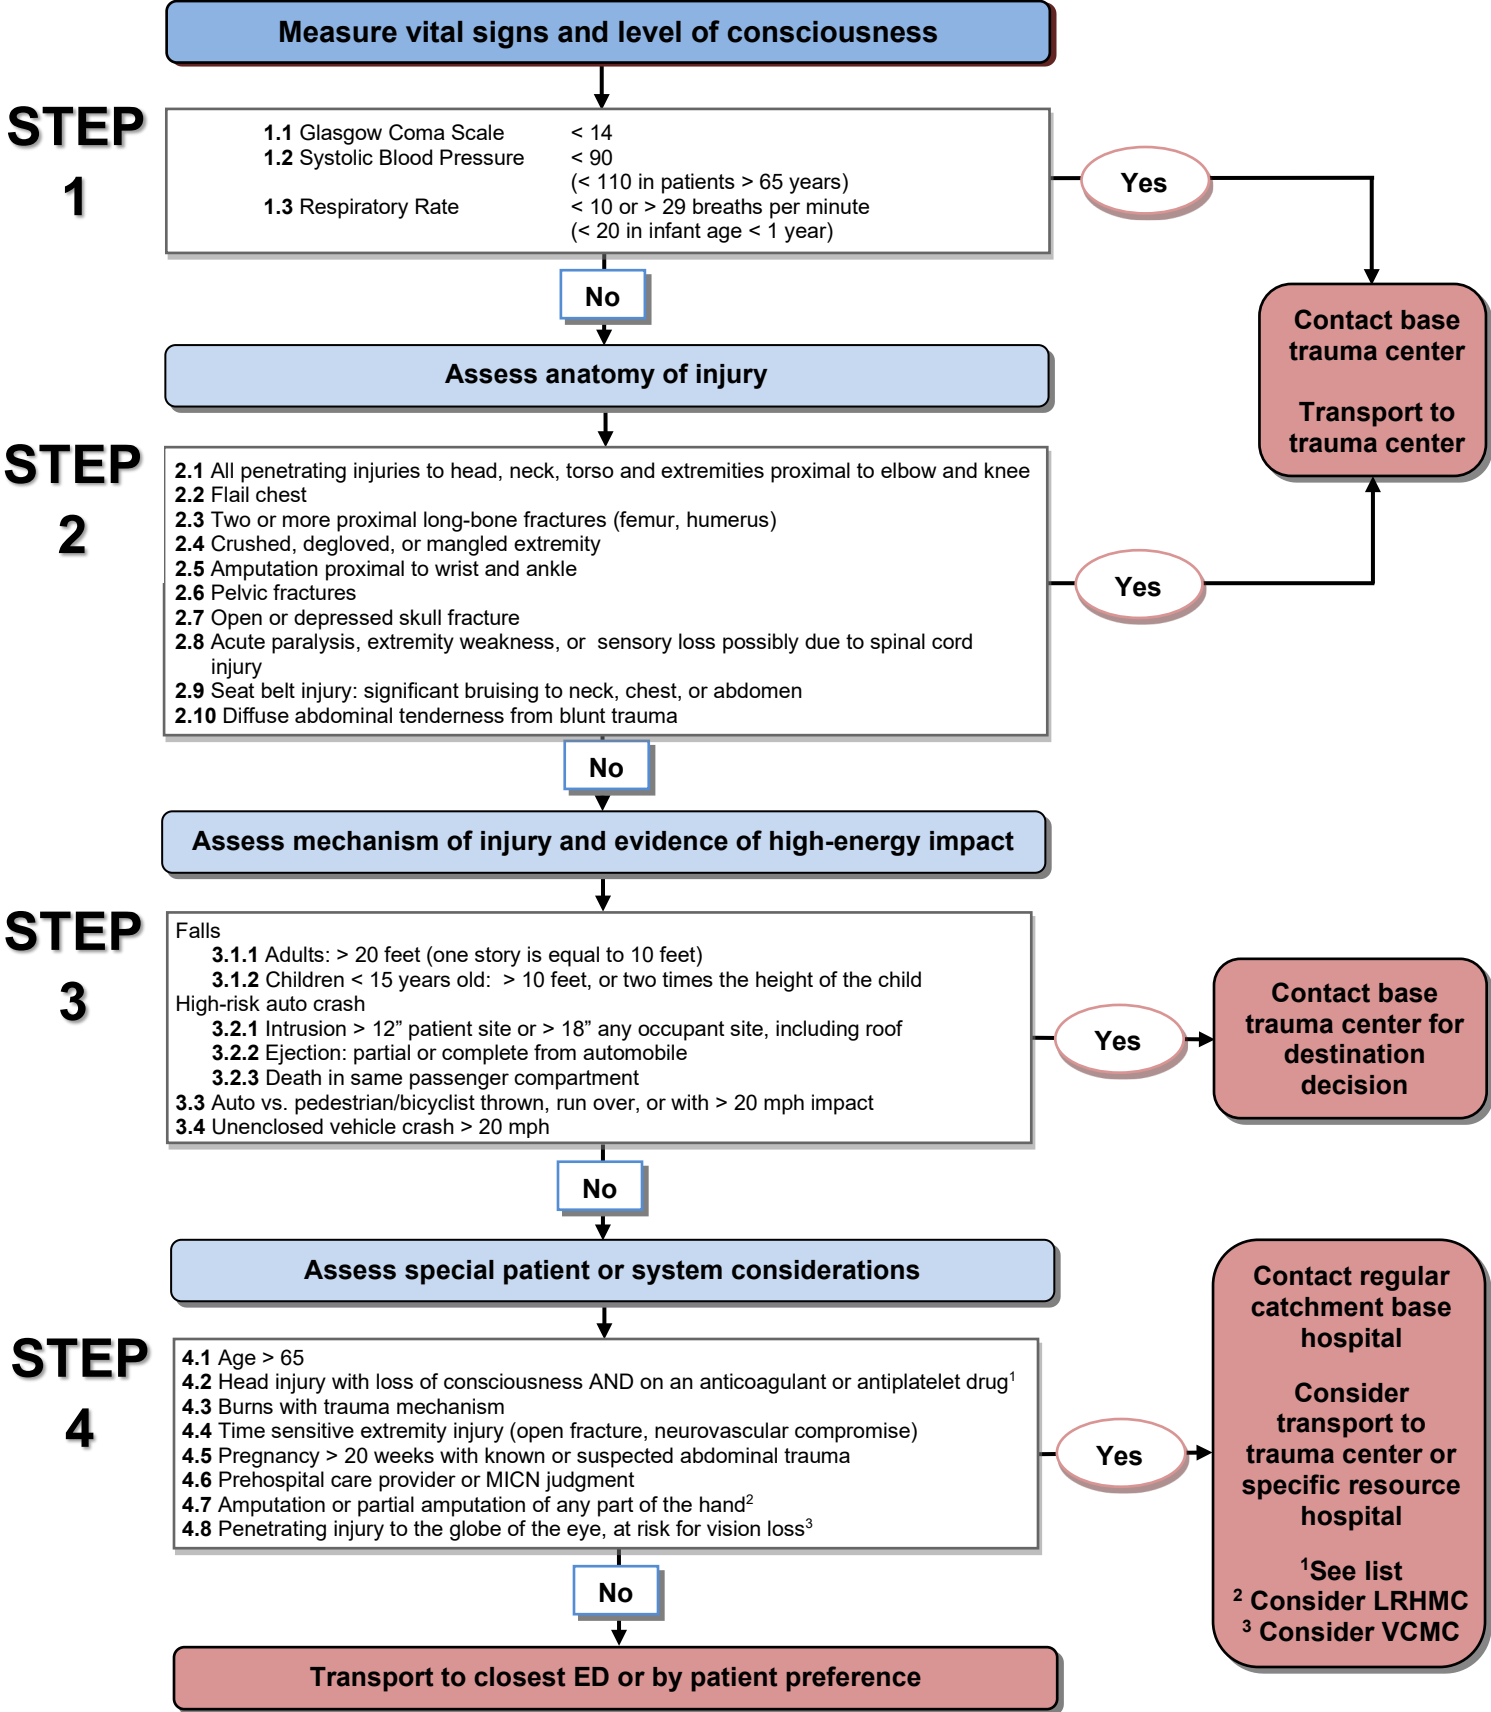 Measure vital signs and level of consciousness
STEP
1
1.1 Glasgow Coma Scale < 14
1.2 Systolic Blood Pressure < 90
(< 110 in patients > 65 years)
1.3 Respiratory Rate < 10 or > 29 breaths per minute
(< 20 in infant age < 1 year)
Yes
No
Contact base
trauma center
Transport to
trauma center
Assess anatomy of injury
STEP
2
2.1 All penetrating injuries to head, neck, torso and extremities proximal to elbow and knee
2.2 Flail chest
2.3 Two or more proximal long-bone fractures (femur, humerus)
2.4 Crushed, degloved, or mangled extremity
2.5 Amputation proximal to wrist and ankle
2.6 Pelvic fractures
2.7 Open or depressed skull fracture
2.8 Acute paralysis, extremity weakness, or  sensory loss possibly due to spinal cord
injury
2.9 Seat belt injury: significant bruising to neck, chest, or abdomen
2.10 Diffuse abdominal tenderness from blunt trauma
Yes
No
Assess mechanism of injury and evidence of high-energy impact
STEP
3
Falls
3.1.1 Adults: > 20 feet (one story is equal to 10 feet)
3.1.2 Children < 15 years old:  > 10 feet, or two times the height of the child
High-risk auto crash
3.2.1 Intrusion > 12” patient site or > 18” any occupant site, including roof
3.2.2 Ejection: partial or complete from automobile
3.2.3 Death in same passenger compartment
3.3 Auto vs. pedestrian/bicyclist thrown, run over, or with > 20 mph impact
3.4 Unenclosed vehicle crash > 20 mph
Yes
Contact base
trauma center for
destination
decision
No
Assess special patient or system considerations
STEP
4
4.1 Age > 65
4.2 Head injury with loss of consciousness AND on an anticoagulant or antiplatelet drug¹
4.3 Burns with trauma mechanism
4.4 Time sensitive extremity injury (open fracture, neurovascular compromise)
4.5 Pregnancy > 20 weeks with known or suspected abdominal trauma
4.6 Prehospital care provider or MICN judgment
4.7 Amputation or partial amputation of any part of the hand²
4.8 Penetrating injury to the globe of the eye, at risk for vision loss³
Yes
Contact regular
catchment base
hospital
Consider
transport to
trauma center or
specific resource
hospital
¹See list
² Consider LRHMC
³ Consider VCMC
No
Transport to closest ED or by patient preference